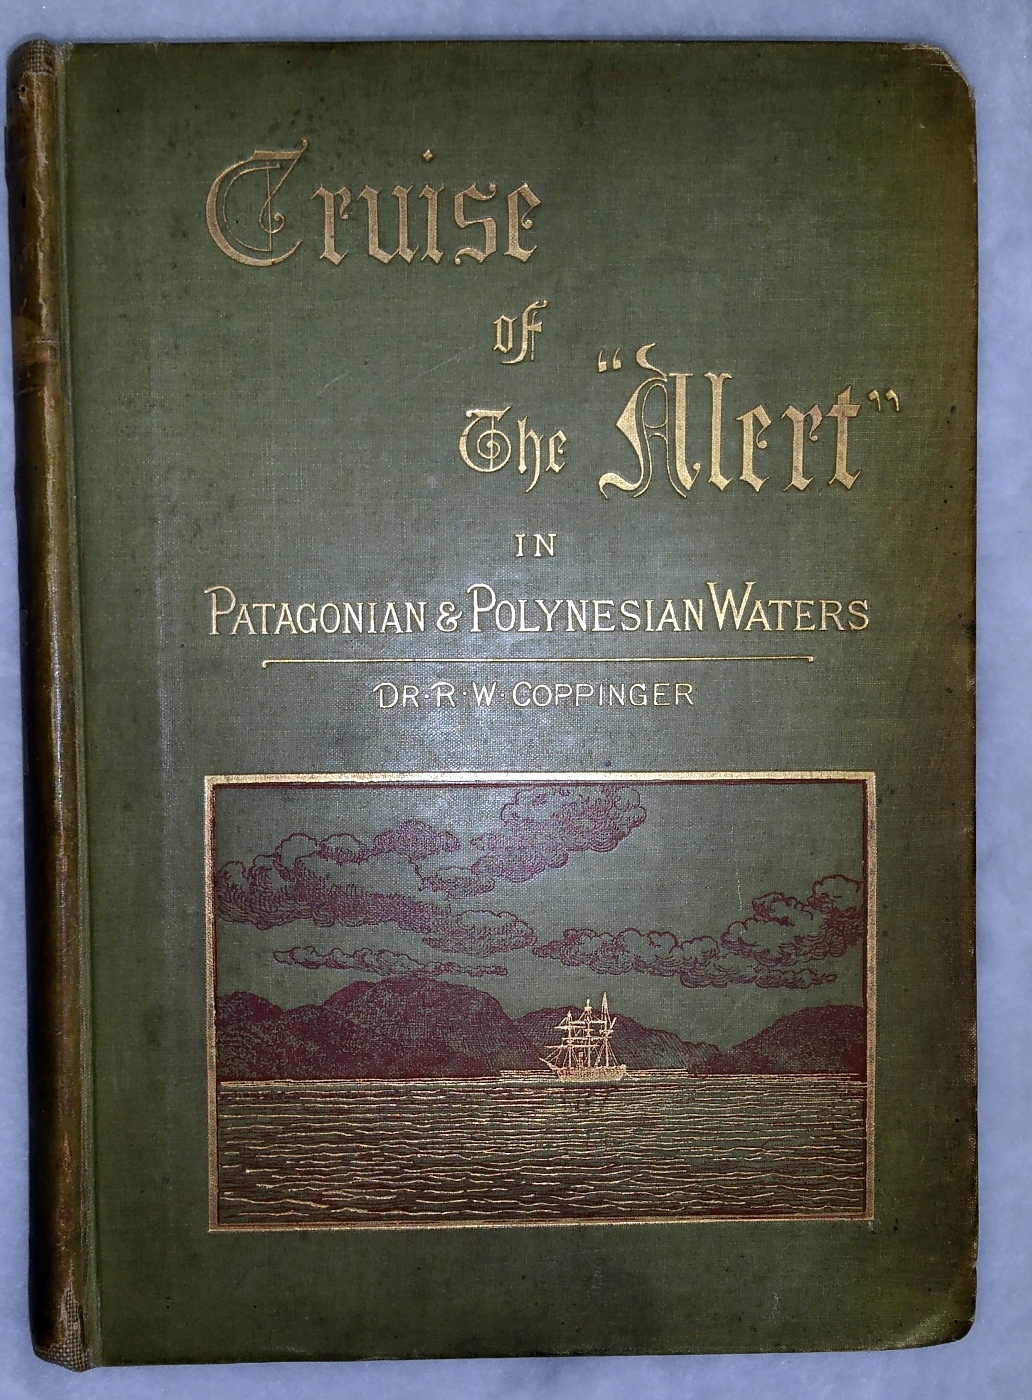 Cruise
of
The "Alert"
IN
PATAGONIAN & POLYNESIAN WATERS
DR·R·W·COPPINGER